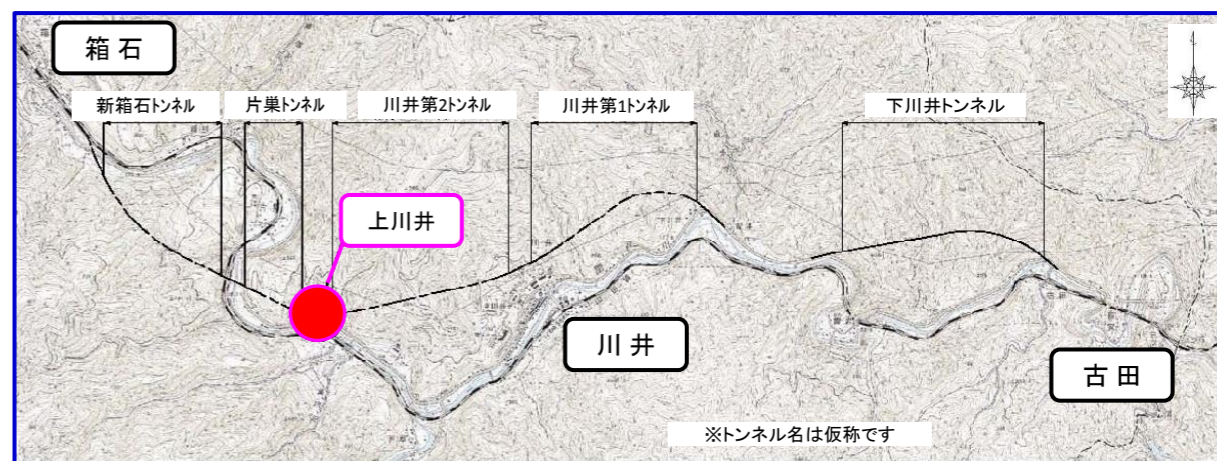 箱石
新箱石トンネル
片巣トンネル
川井第2トンネル
川井第1トンネル
下川井トンネル
上川井
川井
古田
※トンネル名は仮称です